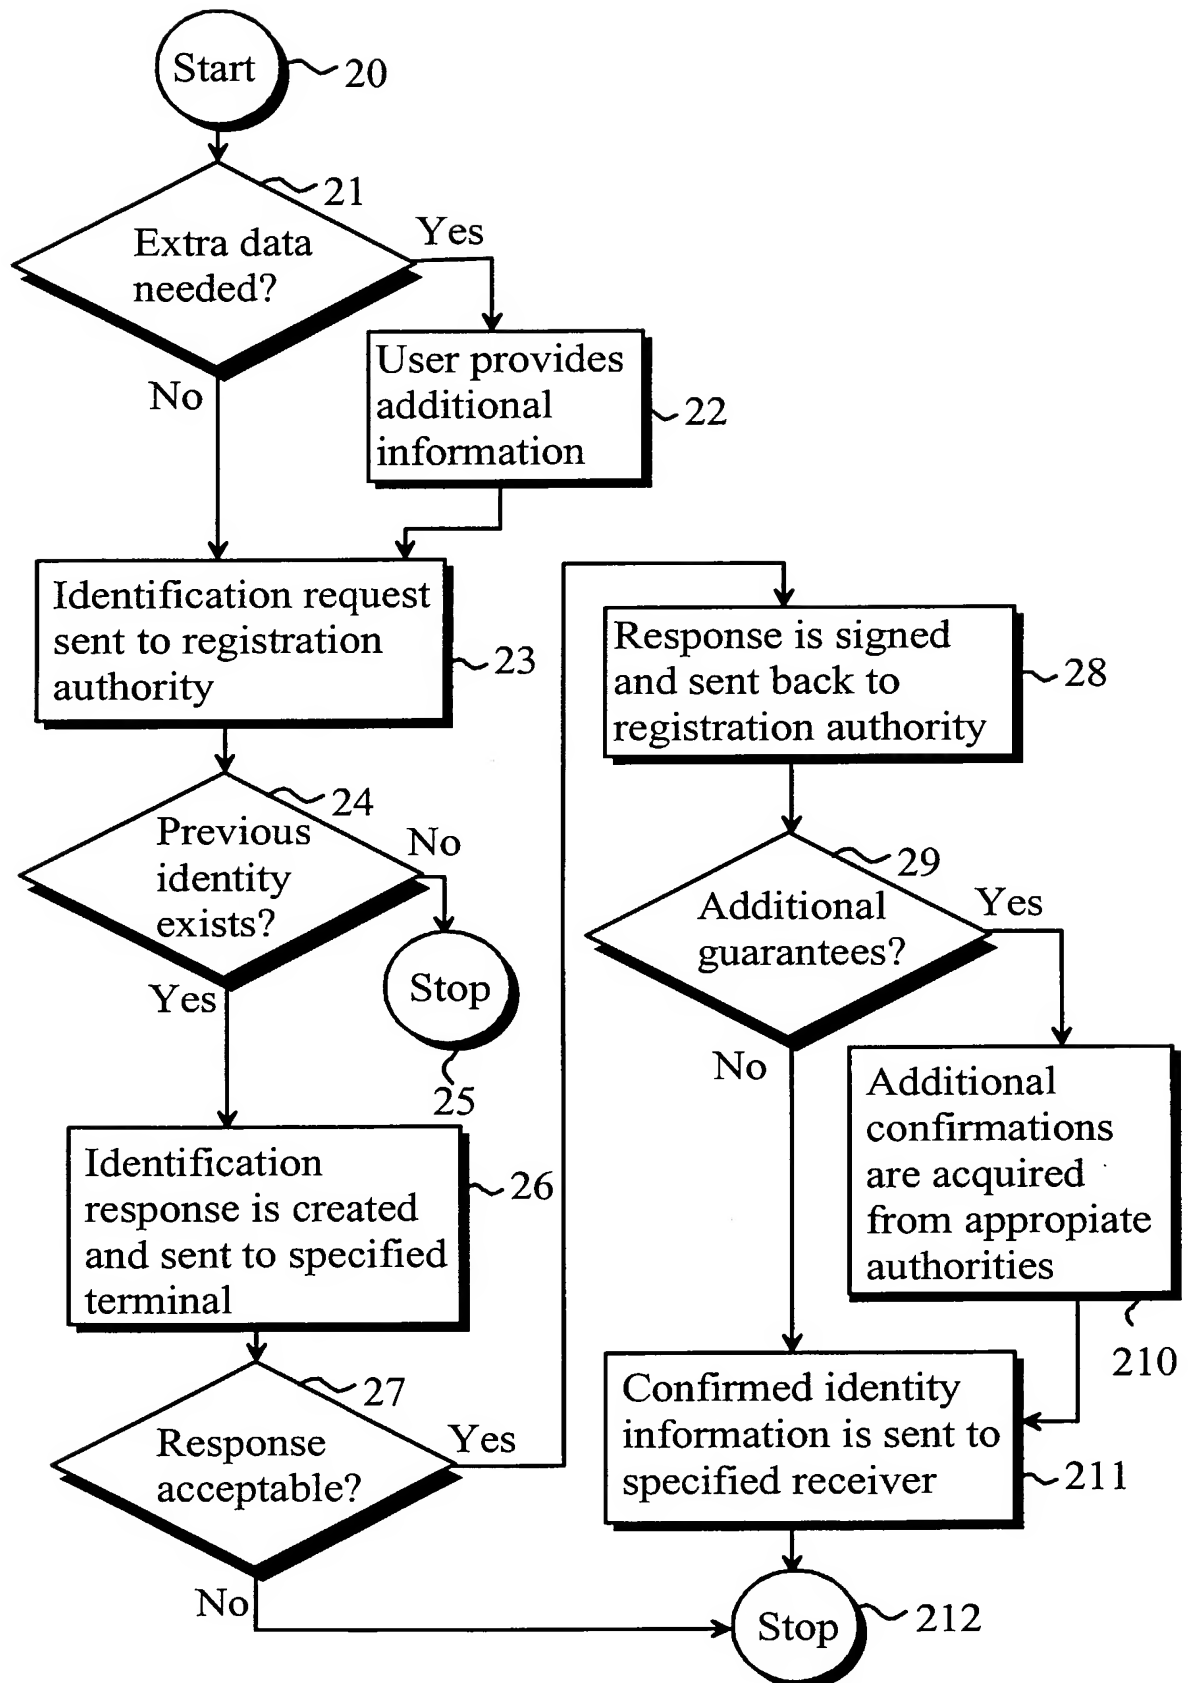 Start
20
21
Extra data
needed?
Yes
No
User provides
additional
information
22
Identification request
sent to registration
authority
23
24
Previous
identity
exists?
No
Yes
Stop
25
Identification
response is created
and sent to specified
terminal
26
27
Response
acceptable?
Yes
No
Response is signed
and sent back to
registration authority
28
29
Additional
guarantees?
Yes
No
Additional
confirmations
are acquired
from appropiate
authorities
210
Confirmed identity
information is sent to
specified receiver
211
Stop
212